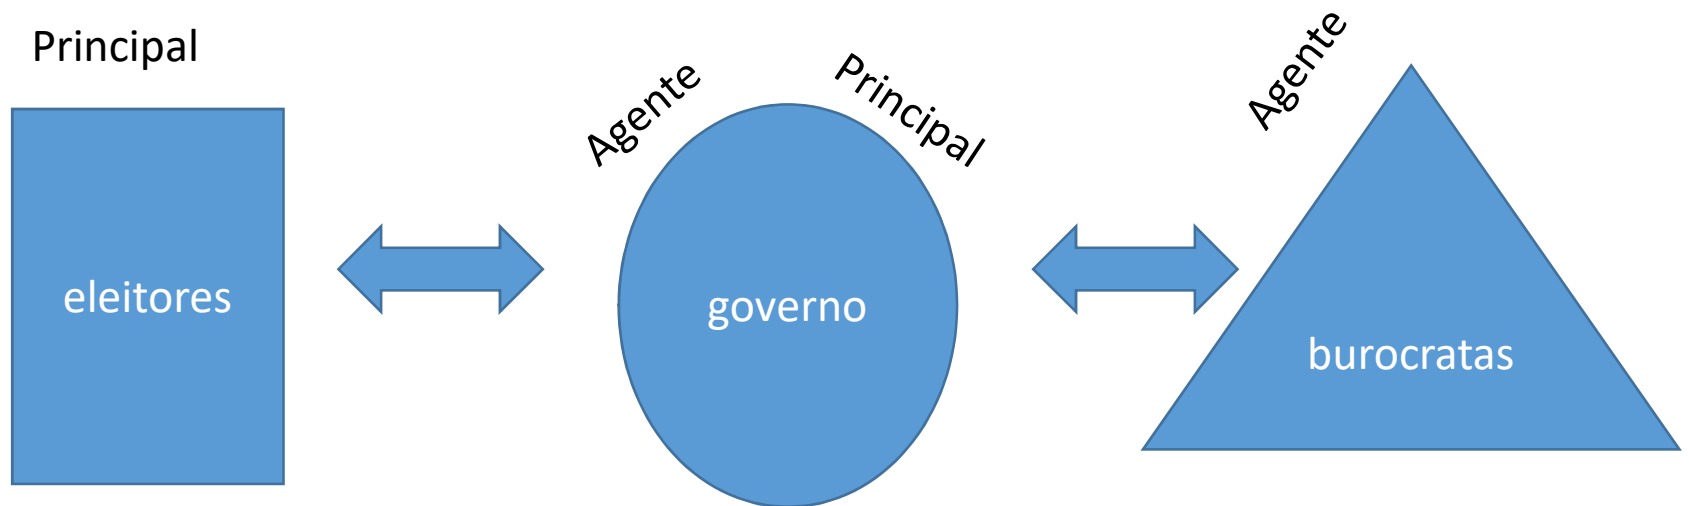 Principal
Agente
Principal
Agente
eleitores
governo
burocratas